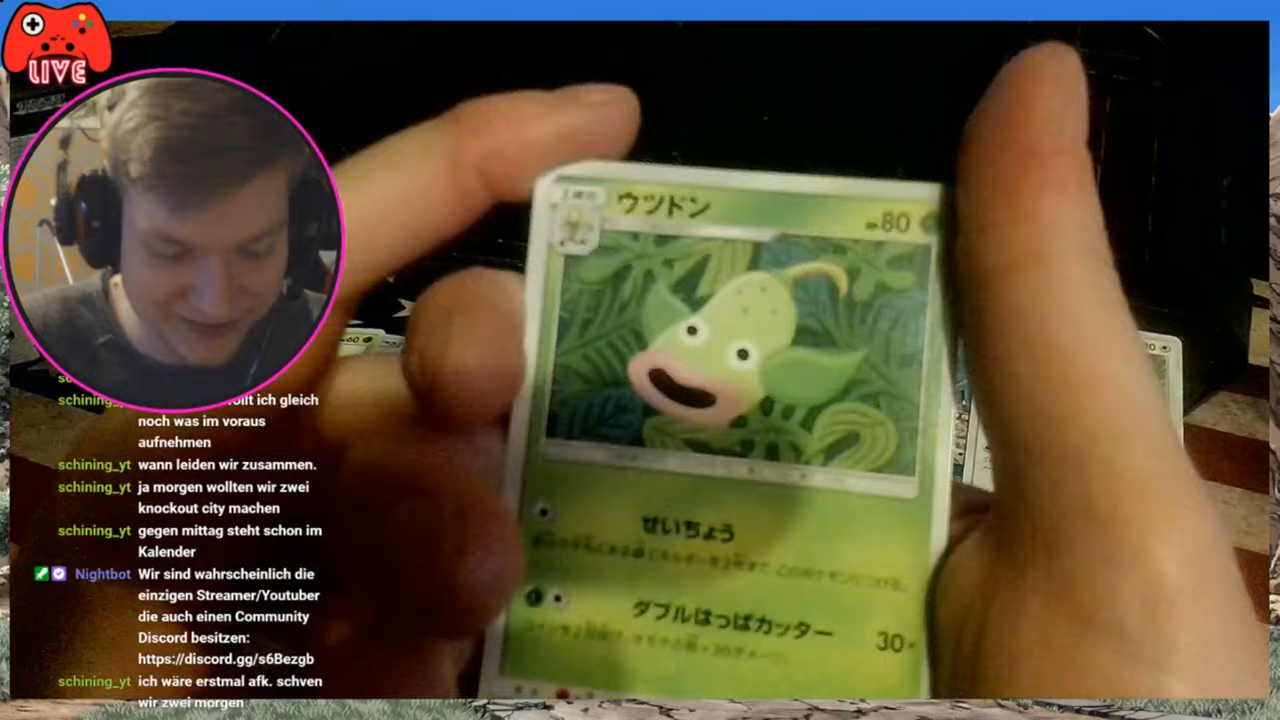 LIVE
ウツドン
HP80
せいちょう
ダブルはっぱカッター 30+
schining_yt
ich gleich
noch was im voraus
aufnehmen
schining_yt wann leiden wir zusammen.
schining_yt ja morgen wollten wir zwei
knockout city machen
schining_yt gegen mittag steht schon im
Kalender
Nightbot Wir sind wahrscheinlich die
einzigen Streamer/Youtuber
die auch einen Community
Discord besitzen:
https://discord.gg/s6Bezgb
schining_yt ich wäre erstmal afk. schven
wir zwei morgen